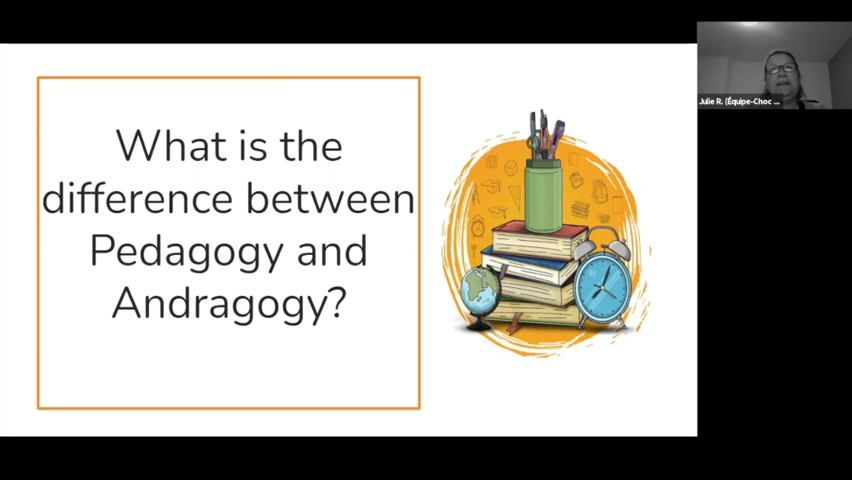 What is the
difference between
Pedagogy and
Andragogy?
Julie R. (Équipe-Choc ...